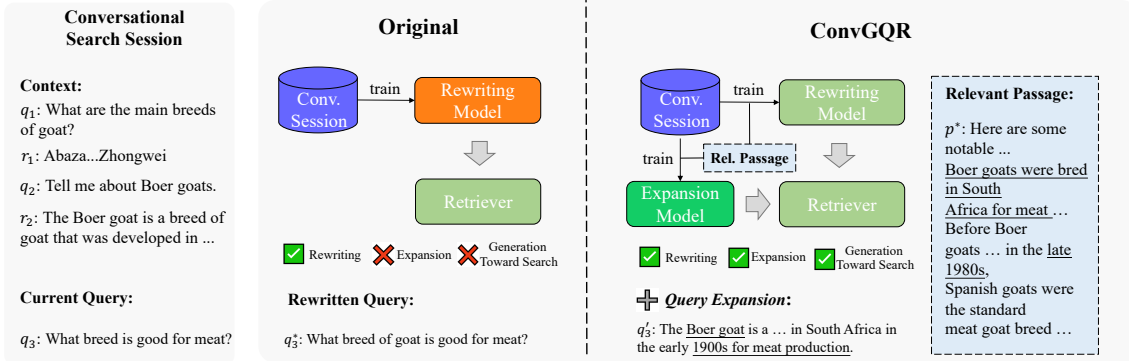 Conversational
Search Session
Context:
q₁: What are the main breeds
of goat?
r₁: Abaza...Zhongwei
q₂: Tell me about Boer goats.
r₂: The Boer goat is a breed of
goat that was developed in ...
Current Query:
q₃: What breed is good for meat?
Original
Conv.
Session
train
Rewriting
Model
Retriever
Rewriting
Expansion
Generation
Toward Search
Rewritten Query:
q₃*: What breed of goat is good for meat?
ConvGQR
Conv.
Session
train
Rewriting
Model
train
Rel. Passage
Expansion
Model
Retriever
Rewriting
Expansion
Generation
Toward Search
Query Expansion:
q₃′: The Boer goat is a … in South Africa in
the early 1900s for meat production.
Relevant Passage:
p*: Here are some
notable ...
Boer goats were bred
in South
Africa for meat …
Before Boer
goats … in the late
1980s,
Spanish goats were
the standard
meat goat breed …